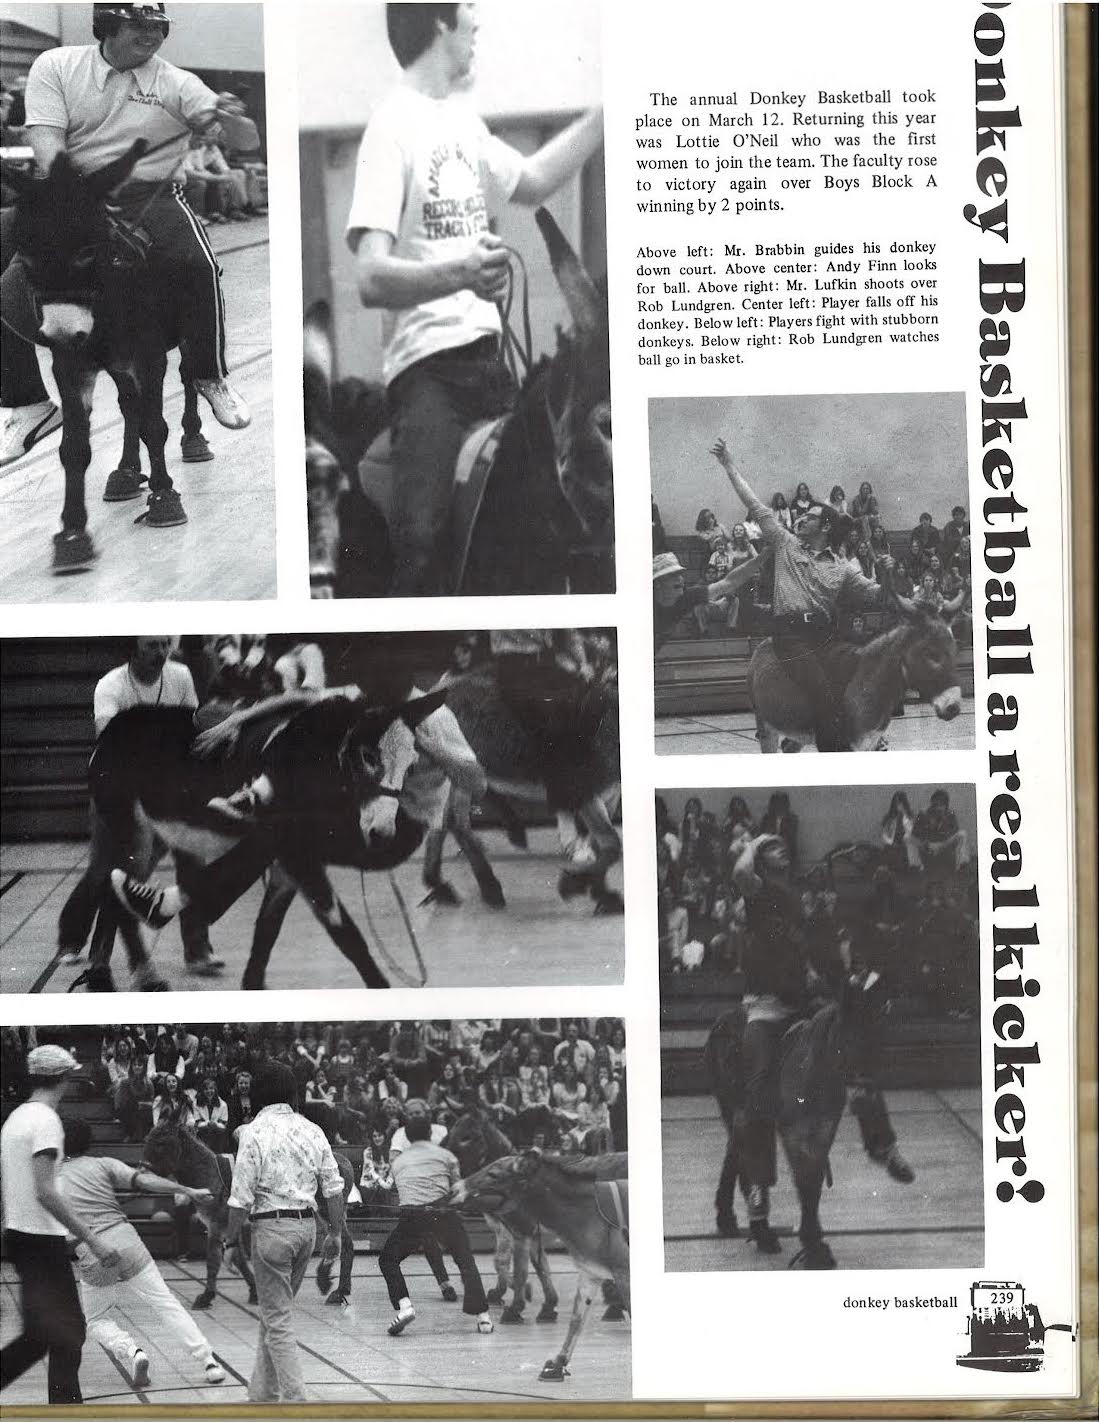 The annual Donkey Basketball took
place on March 12. Returning this year
was Lottie O'Neil who was the first
women to join the team. The faculty rose
to victory again over Boys Block A
winning by 2 points.
Above left: Mr. Brabbin guides his donkey
down court. Above center: Andy Finn looks
for ball. Above right: Mr. Lufkin shoots over
Rob Lundgren. Center left: Player falls off his
donkey. Below left: Players fight with stubborn
donkeys. Below right: Rob Lundgren watches
ball go in basket.
Donkey Basketball a real kicker!
TRACK
donkey basketball
239